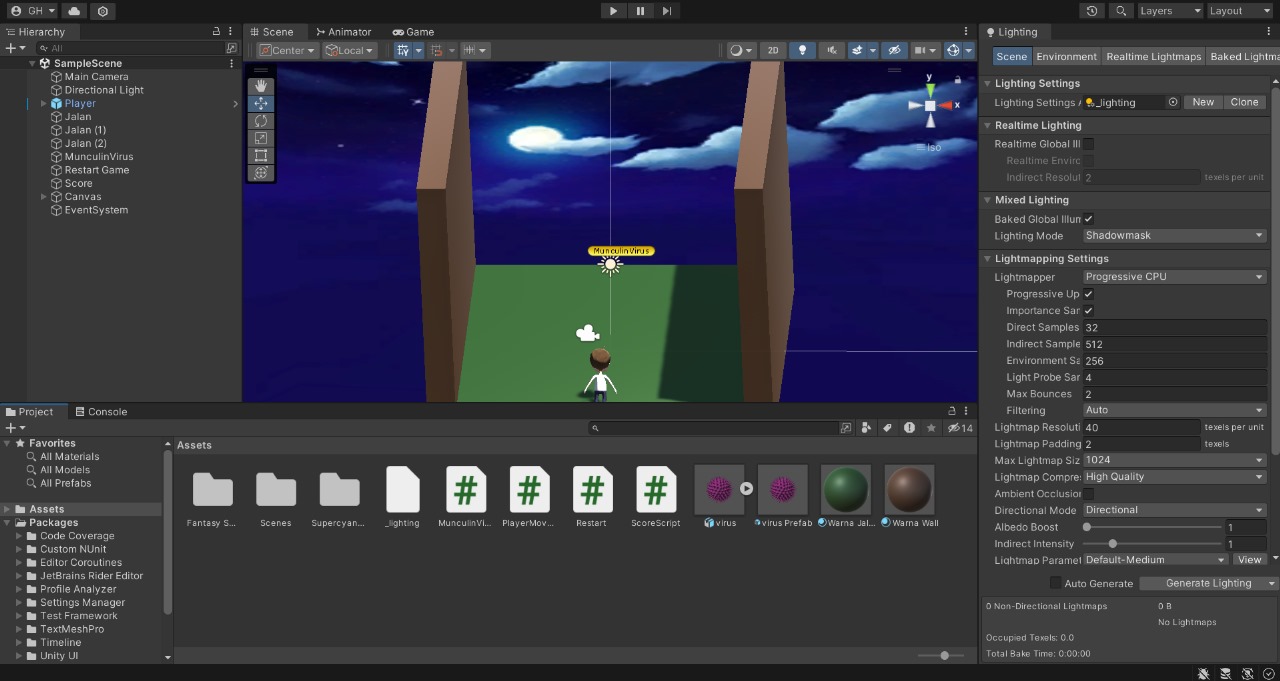 GH
Layers
Layout
Hierarchy
All
SampleScene
Main Camera
Directional Light
Player
Jalan
Jalan (1)
Jalan (2)
MunculinVirus
Restart Game
Score
Canvas
EventSystem
Scene
Animator
Game
Center
Local
2D
y
x
Iso
MunculinVirus
Lighting
Scene
Environment
Realtime Lightmaps
Baked Lightma
Lighting Settings
Lighting Settings A
_lighting
New
Clone
Realtime Lighting
Realtime Global Ill
Realtime Enviro
Indirect Resolut
2
texels per unit
Mixed Lighting
Baked Global Illum
Lighting Mode
Shadowmask
Lightmapping Settings
Lightmapper
Progressive CPU
Progressive Up
Importance Sar
Direct Samples
32
Indirect Sample
512
Environment Sa
256
Light Probe Sar
4
Max Bounces
2
Filtering
Auto
Lightmap Resoluti
40
texels per unit
Lightmap Padding
2
texels
Max Lightmap Siz
1024
Lightmap Compre
High Quality
Ambient Occlusio
Directional Mode
Directional
Albedo Boost
1
Indirect Intensity
1
Lightmap Paramet
Default-Medium
View
Auto Generate
Generate Lighting
0 Non-Directional Lightmaps
0 B
No Lightmaps
Occupied Texels: 0.0
Total Bake Time: 0:00:00
Project
Console
14
Favorites
All Materials
All Models
All Prefabs
Assets
Packages
Code Coverage
Custom NUnit
Editor Coroutines
JetBrains Rider Editor
Profile Analyzer
Settings Manager
Test Framework
TextMeshPro
Timeline
Unity UI
Assets
Fantasy S...
Scenes
Supercyan...
_lighting
MunculinVi...
PlayerMov...
Restart
ScoreScript
virus
virus Prefab
Warna Jal...
Warna Wall